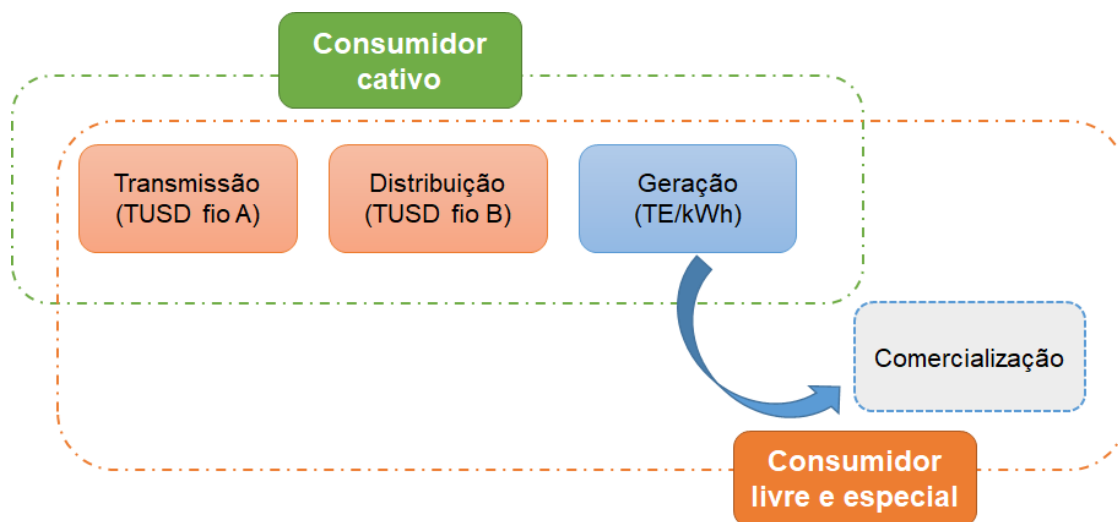 Consumidor
cativo
Transmissão
(TUSD fio A)
Distribuição
(TUSD fio B)
Geração
(TE/kWh)
Comercialização
Consumidor
livre e especial